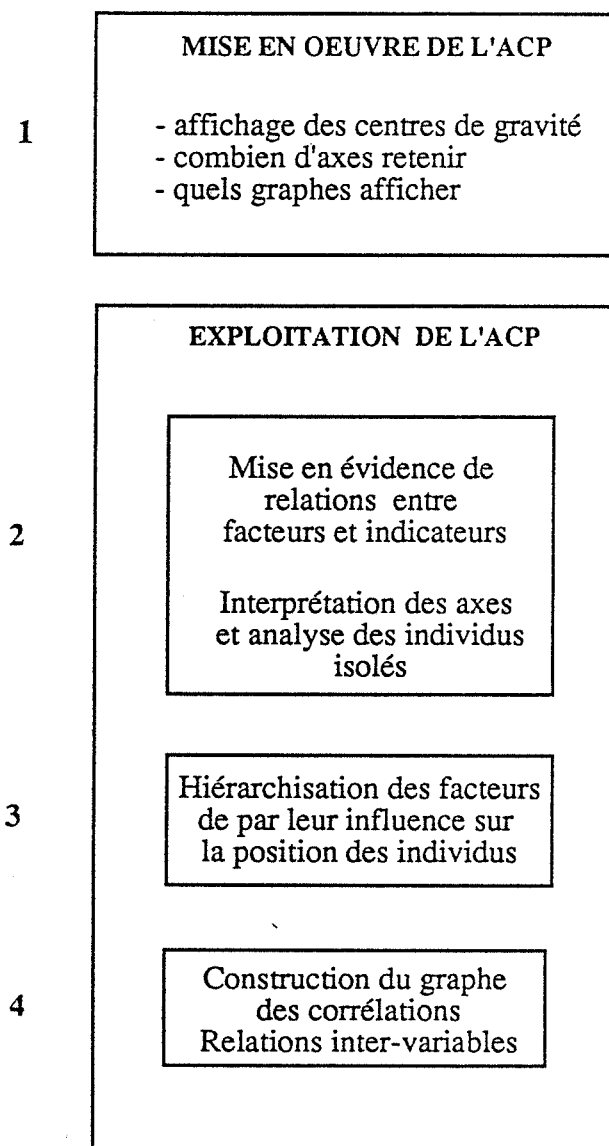 MISE EN OEUVRE DE L'ACP
1
- affichage des centres de gravité
- combien d'axes retenir
- quels graphes afficher
EXPLOITATION DE L'ACP
2
Mise en évidence de
relations entre
facteurs et indicateurs
Interprétation des axes
et analyse des individus
isolés
3
Hiérarchisation des facteurs
de par leur influence sur
la position des individus
4
Construction du graphe
des corrélations
Relations inter-variables